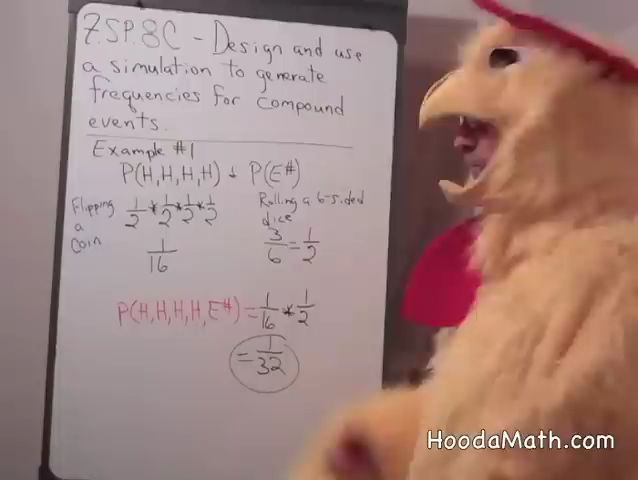 7.SP.8C - Design and use
a simulation to generate
frequencies for compound
events.
Example #1
P(H,H,H,H) + P(E#)
Flipping a Coin
1/2 * 1/2 * 1/2 * 1/2
1/16
Rolling a 6-sided
dice
3/6 = 1/2
P(H,H,H,H,E#) = 1/16 * 1/2
= 1/32
HoodaMath.com